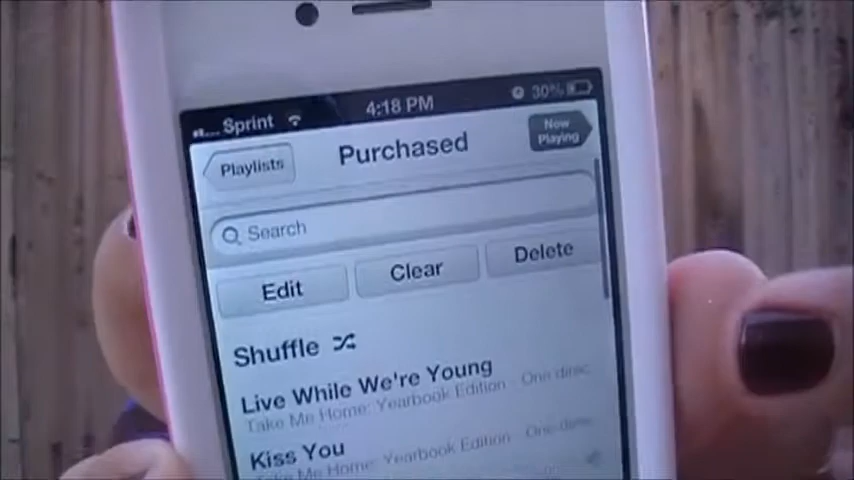 Sprint 4:18 PM 30%
Playlists Purchased Now Playing
Search
Edit Clear Delete
Shuffle
Live While We're Young
Take Me Home: Yearbook Edition - One direc
Kiss You
Take Me Home: Yearbook Edition - One direc